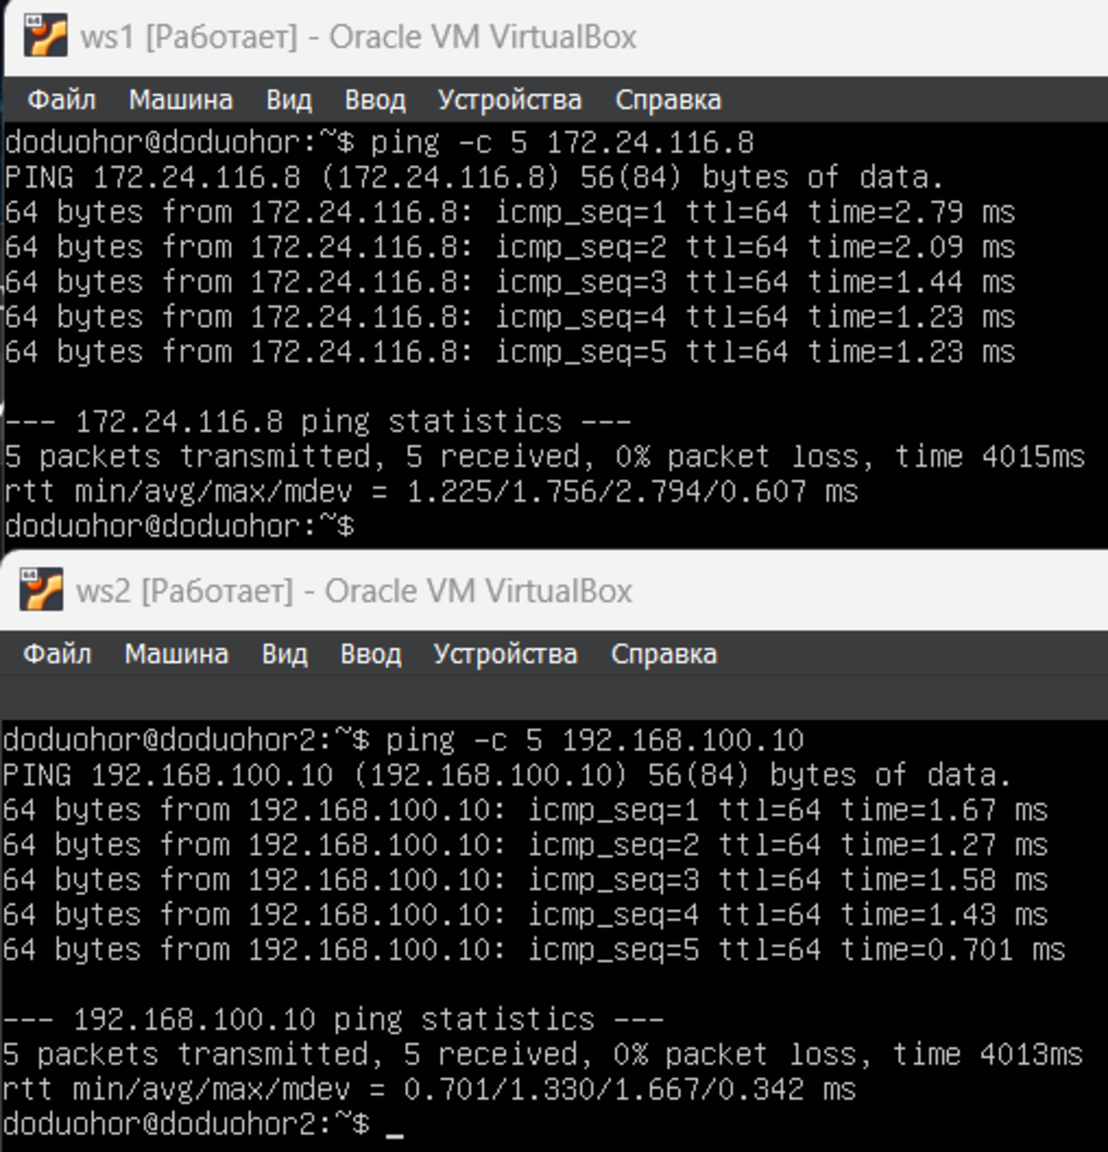 ws1 [Работает] - Oracle VM VirtualBox
Файл Машина Вид Ввод Устройства Справка
doduohor@doduohor:~$ ping -c 5 172.24.116.8
PING 172.24.116.8 (172.24.116.8) 56(84) bytes of data.
64 bytes from 172.24.116.8: icmp_seq=1 ttl=64 time=2.79 ms
64 bytes from 172.24.116.8: icmp_seq=2 ttl=64 time=2.09 ms
64 bytes from 172.24.116.8: icmp_seq=3 ttl=64 time=1.44 ms
64 bytes from 172.24.116.8: icmp_seq=4 ttl=64 time=1.23 ms
64 bytes from 172.24.116.8: icmp_seq=5 ttl=64 time=1.23 ms
--- 172.24.116.8 ping statistics ---
5 packets transmitted, 5 received, 0% packet loss, time 4015ms
rtt min/avg/max/mdev = 1.225/1.756/2.794/0.607 ms
doduohor@doduohor:~$
ws2 [Работает] - Oracle VM VirtualBox
Файл Машина Вид Ввод Устройства Справка
doduohor@doduohor2:~$ ping -c 5 192.168.100.10
PING 192.168.100.10 (192.168.100.10) 56(84) bytes of data.
64 bytes from 192.168.100.10: icmp_seq=1 ttl=64 time=1.67 ms
64 bytes from 192.168.100.10: icmp_seq=2 ttl=64 time=1.27 ms
64 bytes from 192.168.100.10: icmp_seq=3 ttl=64 time=1.58 ms
64 bytes from 192.168.100.10: icmp_seq=4 ttl=64 time=1.43 ms
64 bytes from 192.168.100.10: icmp_seq=5 ttl=64 time=0.701 ms
--- 192.168.100.10 ping statistics ---
5 packets transmitted, 5 received, 0% packet loss, time 4013ms
rtt min/avg/max/mdev = 0.701/1.330/1.667/0.342 ms
doduohor@doduohor2:~$ _